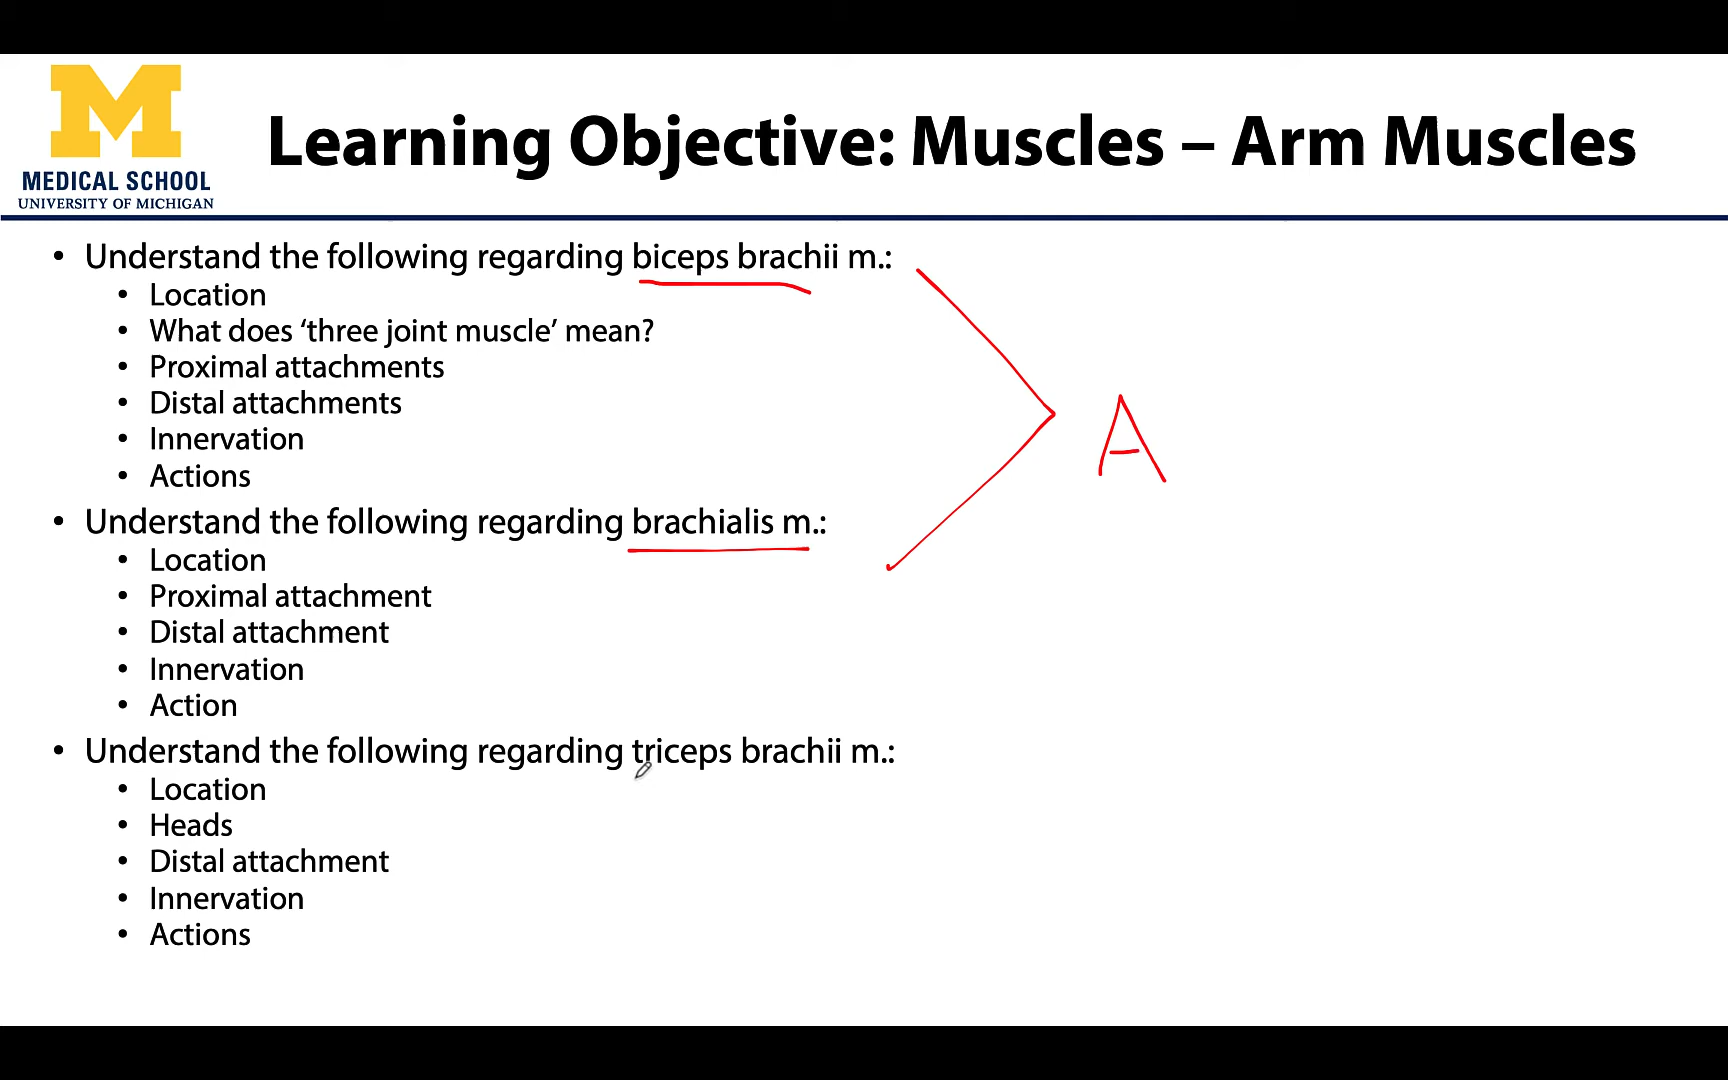 M
MEDICAL SCHOOL
UNIVERSITY OF MICHIGAN
Learning Objective: Muscles – Arm Muscles
• Understand the following regarding biceps brachii m.:
• Location
• What does ‘three joint muscle’ mean?
• Proximal attachments
• Distal attachments
• Innervation
• Actions
A
• Understand the following regarding brachialis m.:
• Location
• Proximal attachment
• Distal attachment
• Innervation
• Action
• Understand the following regarding triceps brachii m.:
• Location
• Heads
• Distal attachment
• Innervation
• Actions